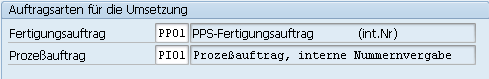 Auftragsarten für die Umsetzung
Fertigungsauftrag PP01 PPS-Fertigungsauftrag (int.Nr)
Prozeßauftrag PI01 Prozeßauftrag, interne Nummernvergabe